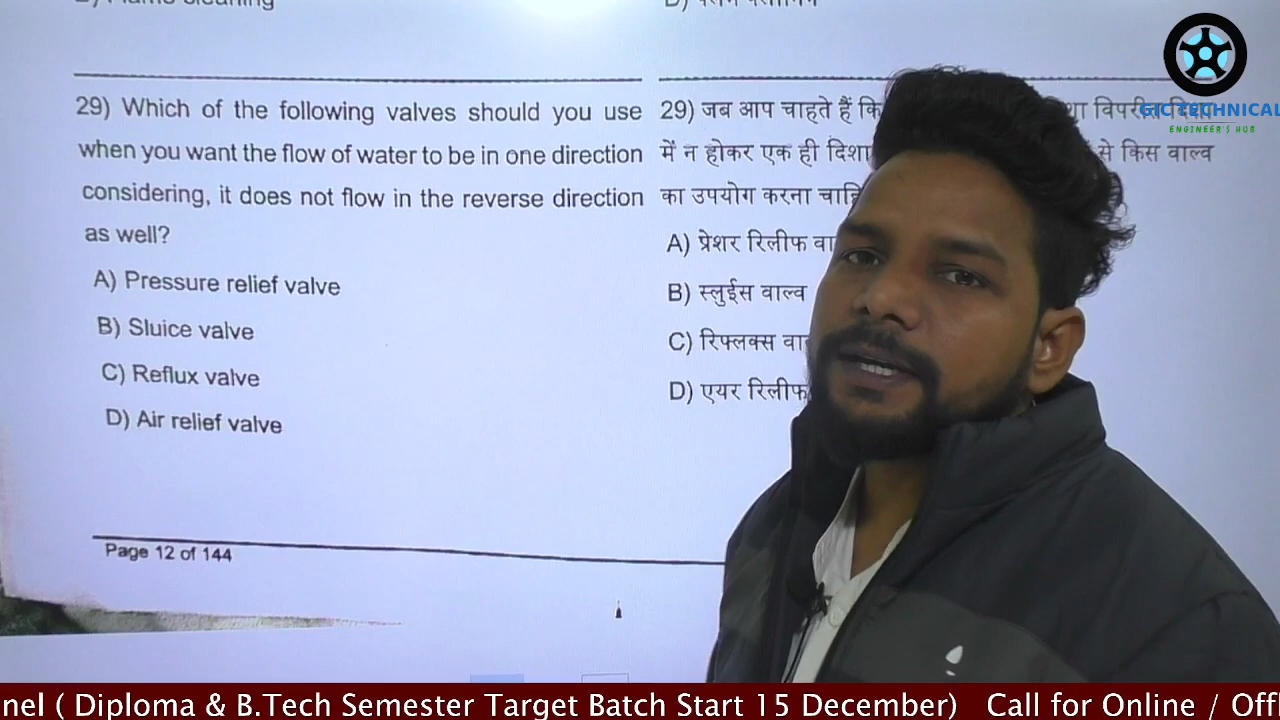 29) Which of the following valves should you use
when you want the flow of water to be in one direction
considering, it does not flow in the reverse direction
as well?
A) Pressure relief valve
B) Sluice valve
C) Reflux valve
D) Air relief valve
Page 12 of 144
29) जब आप चाहते हैं कि
में न होकर एक ही दिशा से किस वाल्व
का उपयोग करना
A) प्रेशर रिलीफ
B) स्लुईस वाल्व
C) रिफ्लक्स
D) एयर रिलीफ
GICTECHNICAL
ENGINEER'S HUB
( Diploma & B.Tech Semester Target Batch Start 15 December) Call for Online /